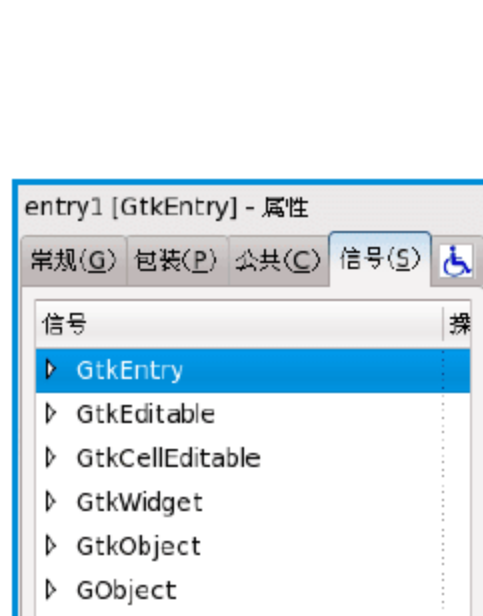 entry1 [GtkEntry] - 属性
常规(G) 包装(P) 公共(C) 信号(S)
信号 操
GtkEntry
GtkEditable
GtkCellEditable
GtkWidget
GtkObject
GObject